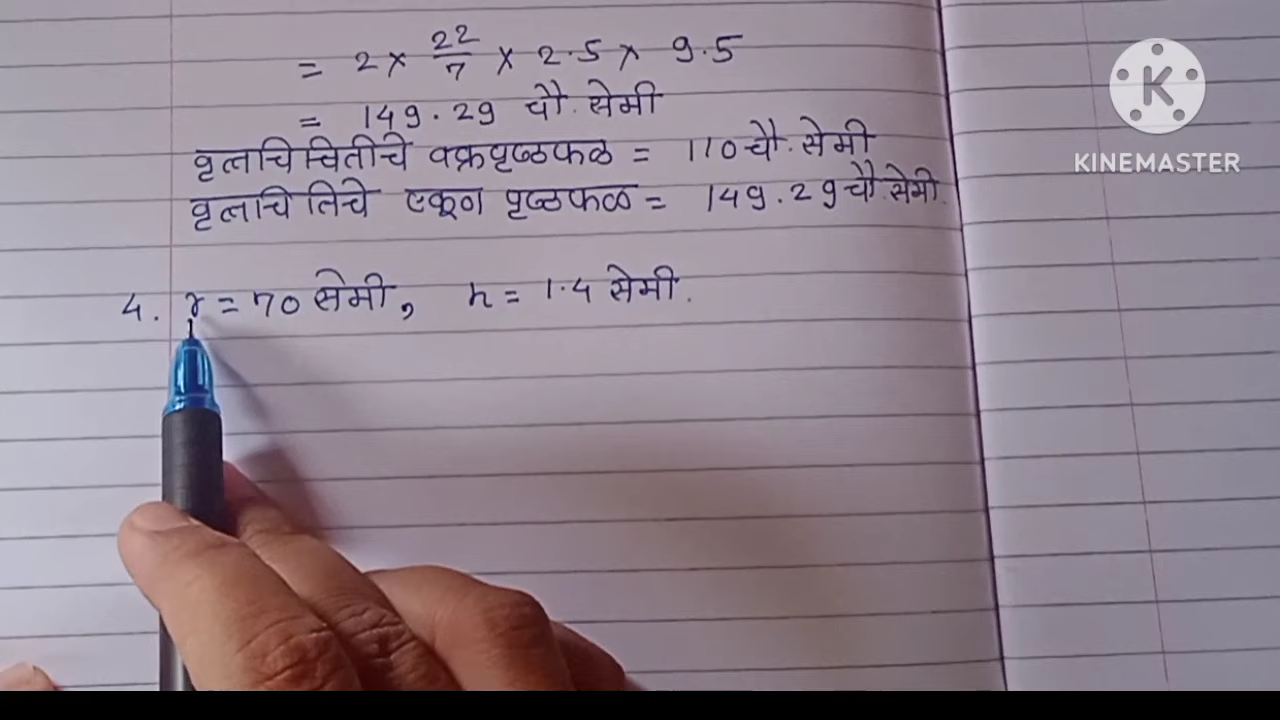 = 2 × 22/7 × 2.5 × 9.5
= 149.29 चौ. सेमी
वृत्तचित्तितीचे वक्रपृष्ठफळ = 110 चौ. सेमी
वृत्तचितिचे एकूण पृष्ठफळ = 149.29 चौ. सेमी.
4. r = 70 सेमी, h = 1.4 सेमी.
K
KINEMASTER